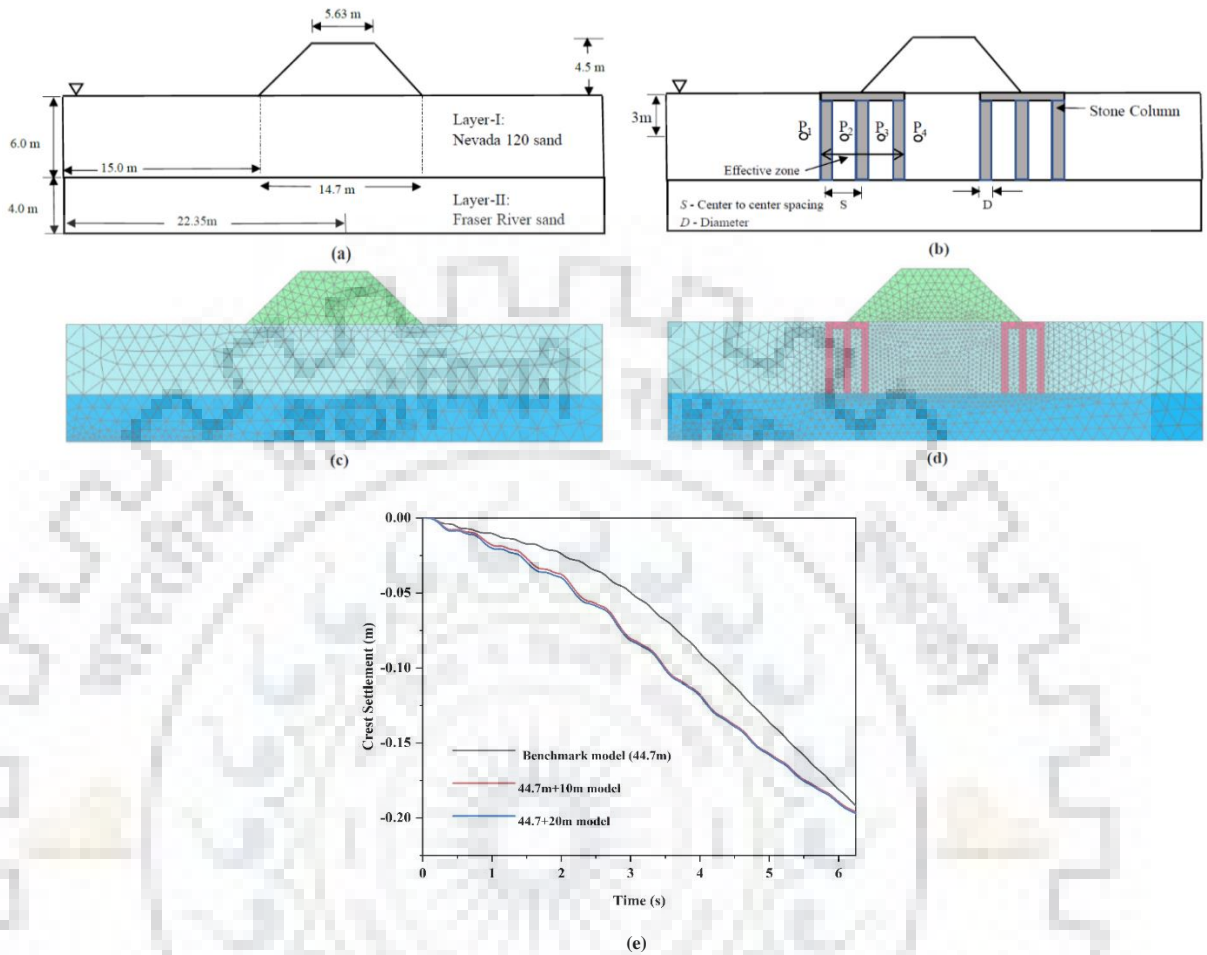 5.63 m
4.5 m
Layer-I:
Nevada 120 sand
6.0 m
15.0 m
14.7 m
Layer-II:
Fraser River sand
4.0 m
22.35m
(a)
3m
Stone Column
P1 P2 P3 P4
Effective zone
S - Center to center spacing
D - Diameter
S
D
(b)
(c)
(d)
0.00
-0.05
-0.10
-0.15
-0.20
Crest Settlement (m)
Benchmark model (44.7m)
44.7m+10m model
44.7+20m model
0 1 2 3 4 5 6
Time (s)
(e)